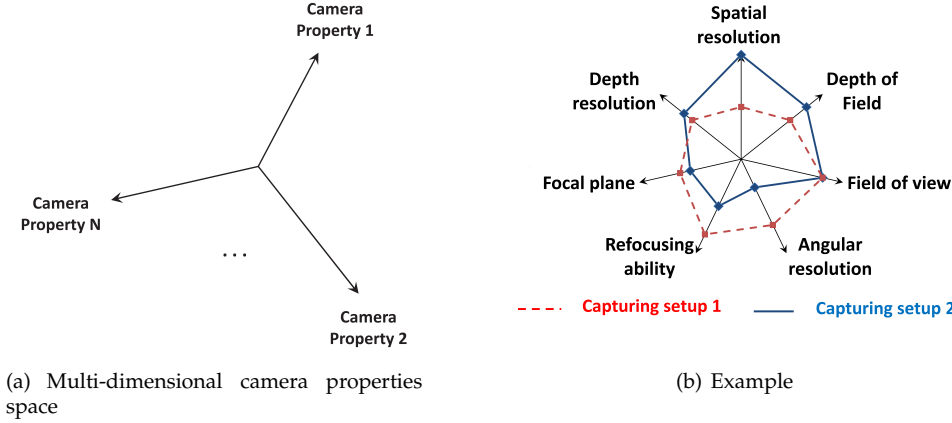 Camera
Property 1
Camera
Property N
...
Camera
Property 2
(a) Multi-dimensional camera properties
space
Spatial
resolution
Depth
resolution
Depth of
Field
Focal plane
Field of view
Refocusing
ability
Angular
resolution
Capturing setup 1
Capturing setup 2
(b) Example